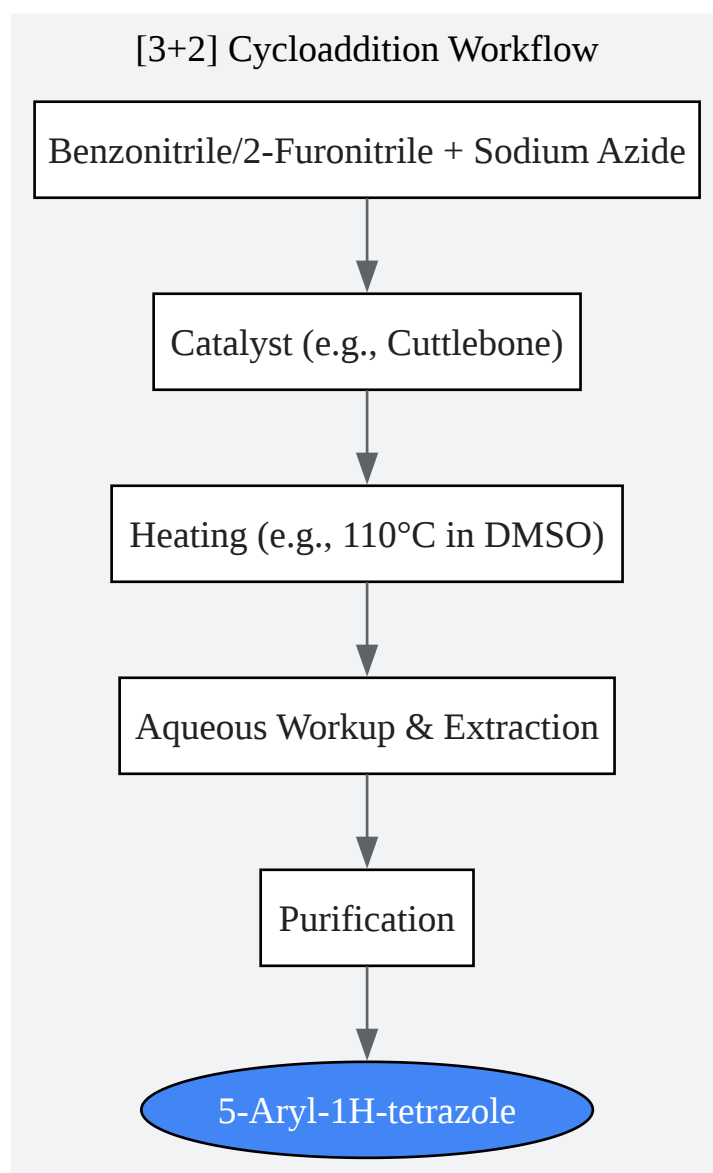 [3+2] Cycloaddition Workflow
Benzonitrile/2-Furonitrile + Sodium Azide
Catalyst (e.g., Cuttlebone)
Heating (e.g., 110°C in DMSO)
Aqueous Workup & Extraction
Purification
5-Aryl-1H-tetrazole